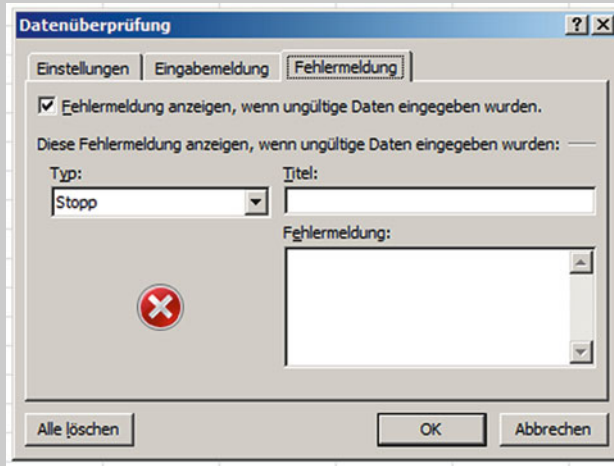 Datenüberprüfung
Einstellungen Eingabemeldung Fehlermeldung
Fehlermeldung anzeigen, wenn ungültige Daten eingegeben wurden.
Diese Fehlermeldung anzeigen, wenn ungültige Daten eingegeben wurden:
Typ: Titel:
Stopp
Fehlermeldung:
Alle löschen OK Abbrechen